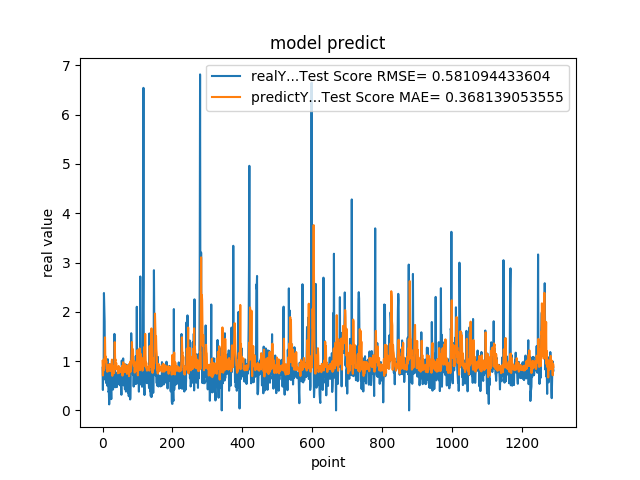 model predict
realY...Test Score RMSE= 0.581094433604
predictY...Test Score MAE= 0.368139053555
real value
7
6
5
4
3
2
1
0
0 200 400 600 800 1000 1200
point